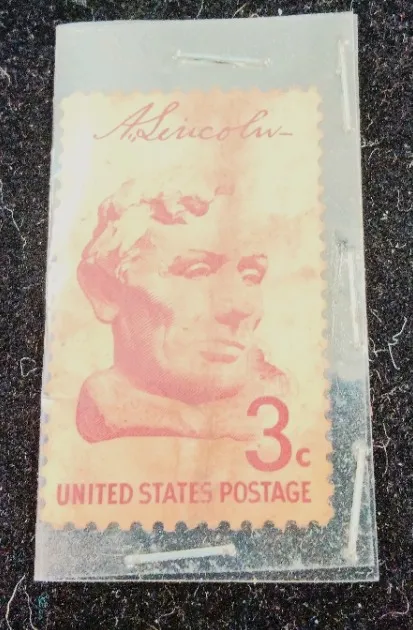 A. Lincoln
3c
UNITED STATES POSTAGE